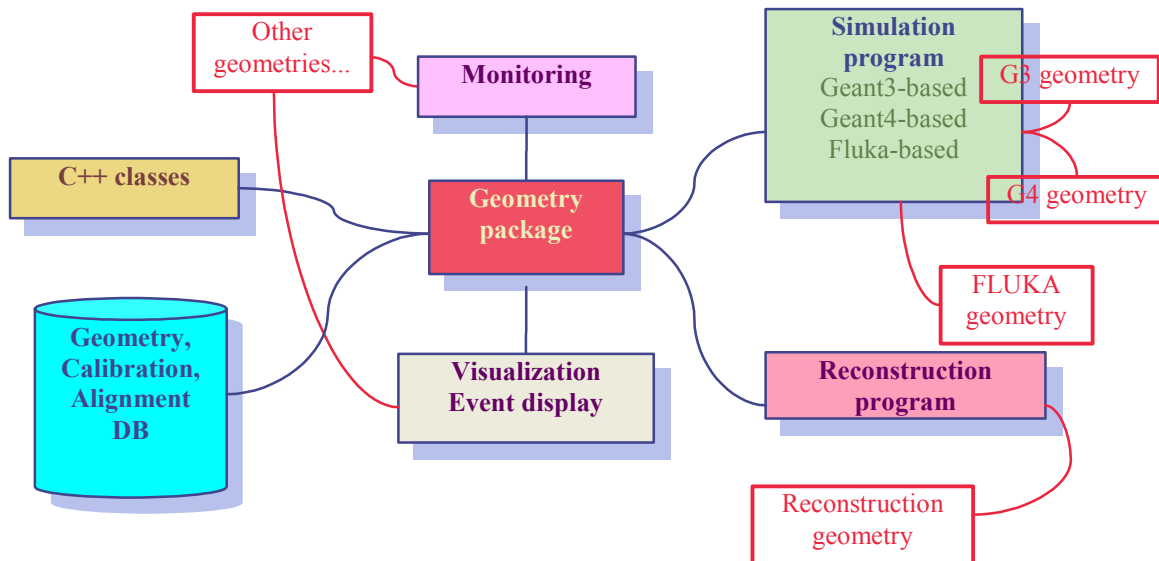 Other
geometries...
Monitoring
Simulation
program
Geant3-based
Geant4-based
Fluka-based
G3 geometry
C++ classes
Geometry
package
G4 geometry
FLUKA
geometry
Geometry,
Calibration,
Alignment
DB
Visualization
Event display
Reconstruction
program
Reconstruction
geometry